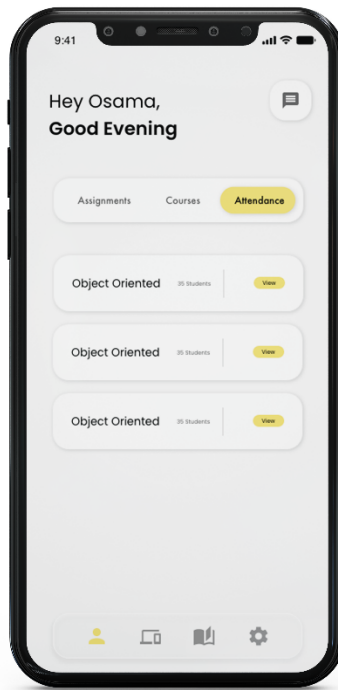 9:41
Hey Osama,
Good Evening
Assignments Courses Attendance
Object Oriented 35 Students View
Object Oriented 35 Students View
Object Oriented 35 Students View